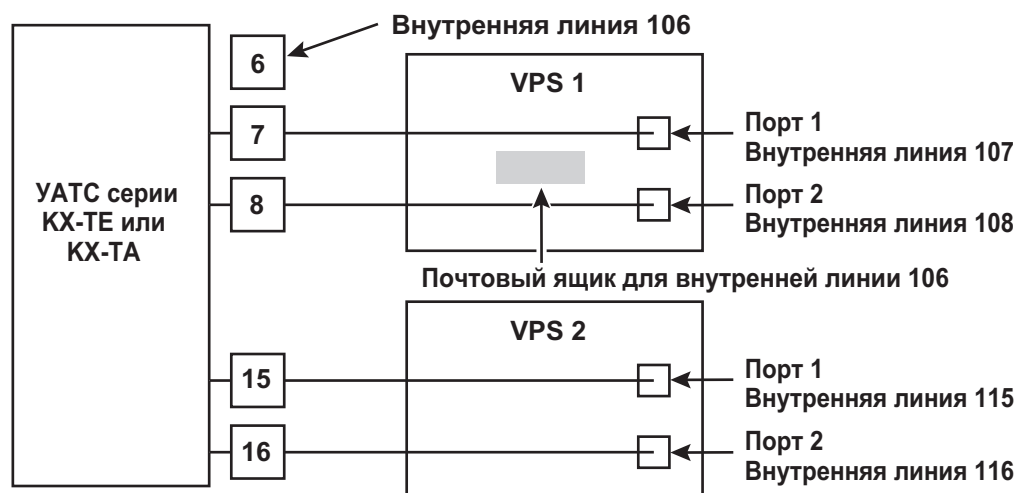 Внутренняя линия 106
6
VPS 1
7
Порт 1
Внутренняя линия 107
УАТС серии
KX-TE или
KX-TA
8
Порт 2
Внутренняя линия 108
Почтовый ящик для внутренней линии 106
VPS 2
15
Порт 1
Внутренняя линия 115
16
Порт 2
Внутренняя линия 116